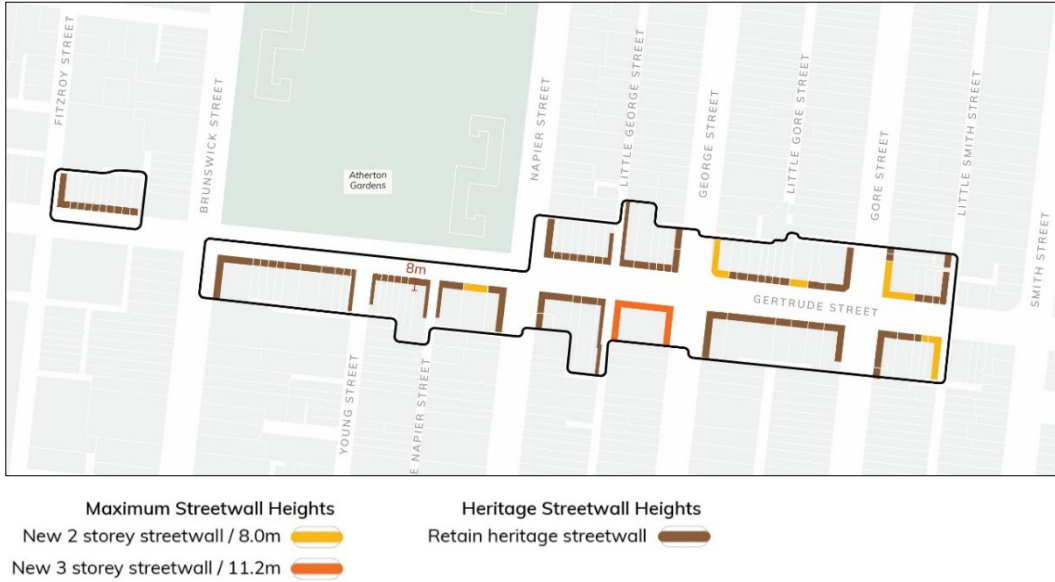 FITZROY STREET
BRUNSWICK STREET
Atherton
Gardens
NAPIER STREET
LITTLE GEORGE STREET
GEORGE STREET
LITTLE GORE STREET
GORE STREET
LITTLE SMITH STREET
SMITH STREET
8m
1
GERTRUDE STREET
YOUNG STREET
E NAPIER STREET
Maximum Streetwall Heights
New 2 storey streetwall / 8.0m
New 3 storey streetwall / 11.2m
Heritage Streetwall Heights
Retain heritage streetwall